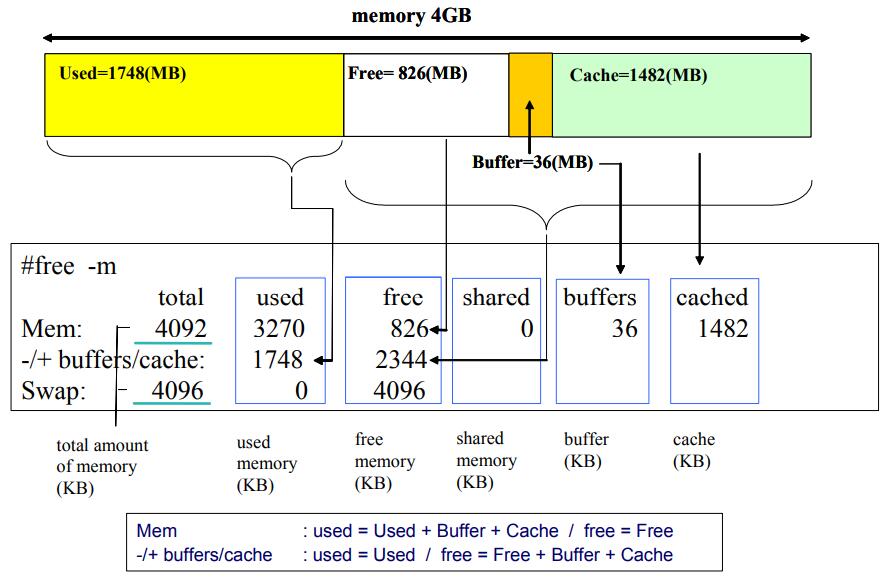 memory 4GB
Used=1748(MB) Free= 826(MB) Cache=1482(MB)
Buffer=36(MB)
#free -m
total used free shared buffers cached
Mem: 4092 3270 826 0 36 1482
-/+ buffers/cache: 1748 2344
Swap: 4096 0 4096
total amount
of memory
(KB)
used
memory
(KB)
free
memory
(KB)
shared
memory
(KB)
buffer
(KB)
cache
(KB)
Mem : used = Used + Buffer + Cache / free = Free
-/+ buffers/cache : used = Used / free = Free + Buffer + Cache